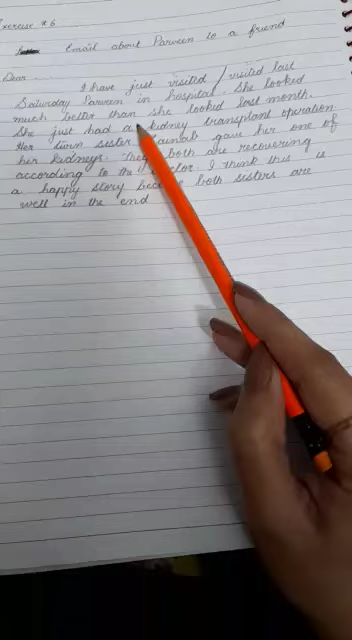 Exercise # 6
Email about Parveen to a friend
Dear ....
I have just visited / visited last
Saturday Parveen in hospital. She looked
much better than she looked last month.
She just had a kidney transplant operation.
Her twin sister Zainab gave her one of
her kidneys. They both are recovering
according to the doctor. I think this is
a happy story both sisters are
well in the end